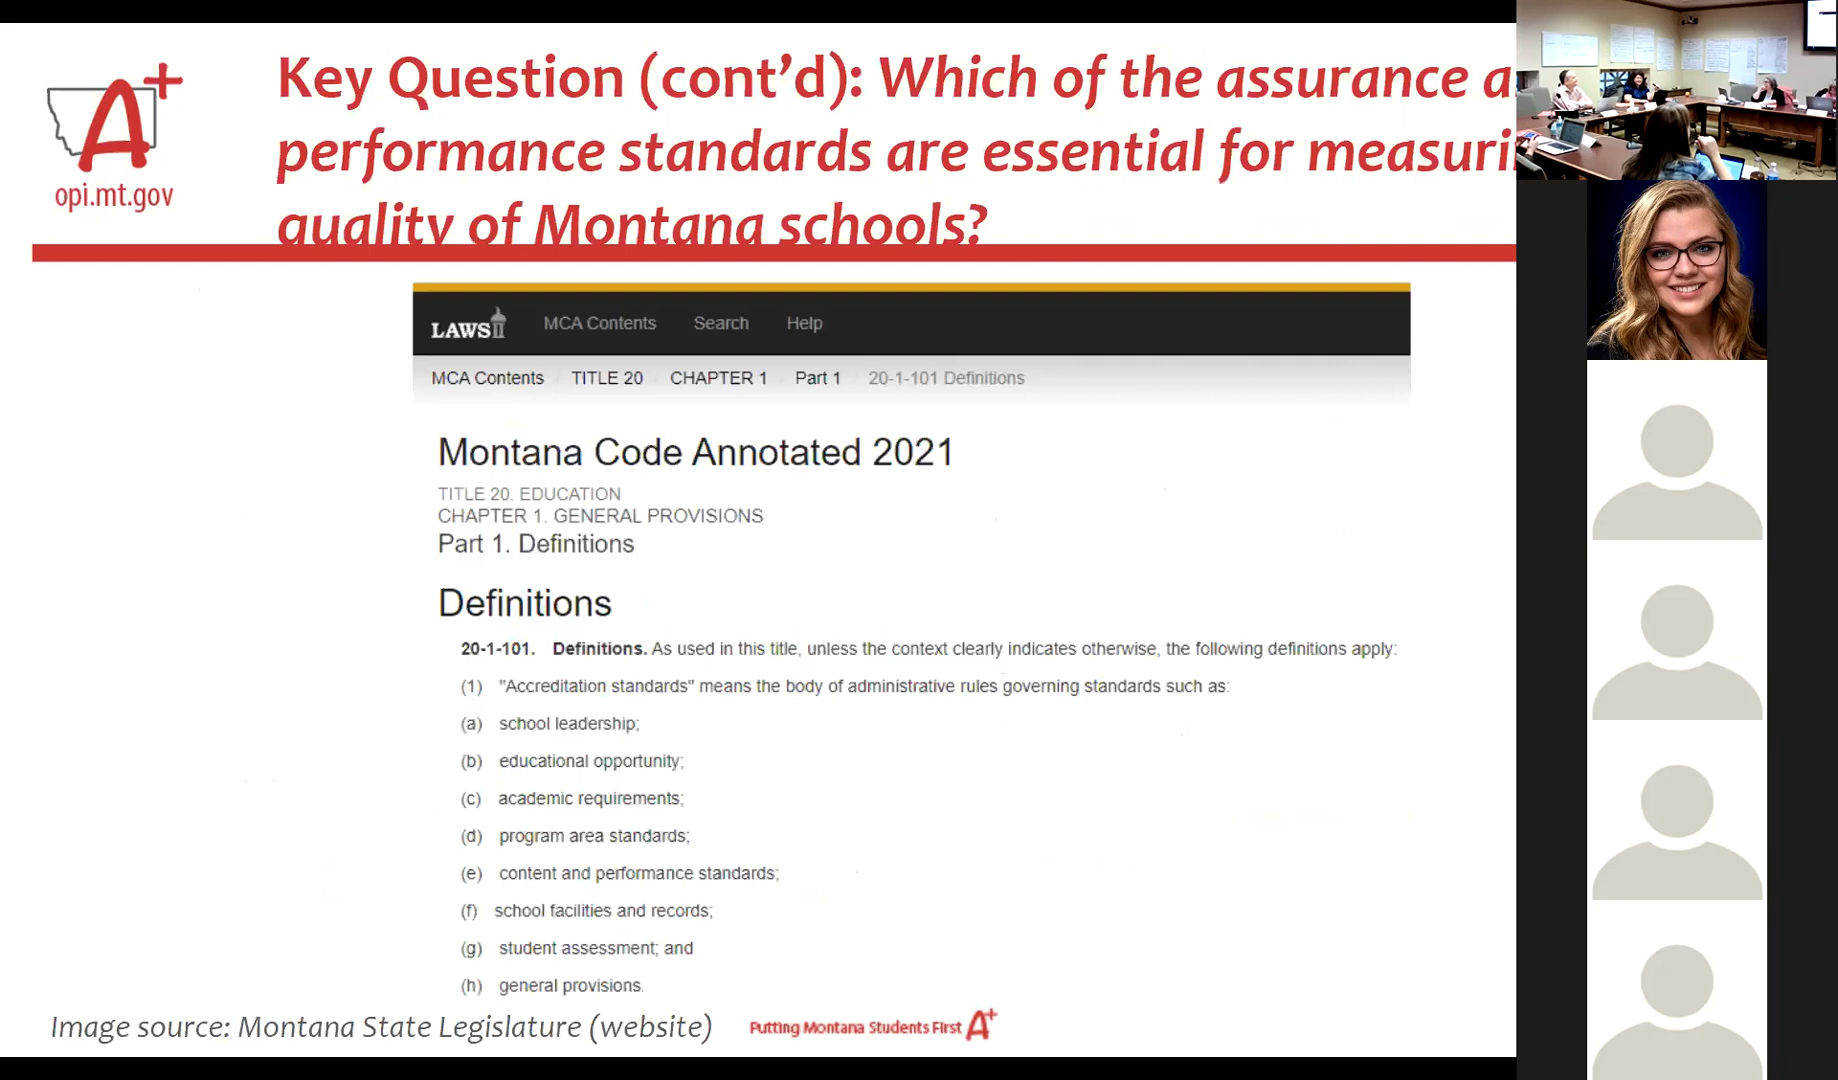 Key Question (cont'd): Which of the assurance a
performance standards are essential for measuri
quality of Montana schools?
A+
opi.mt.gov
LAWS
MCA Contents Search Help
MCA Contents TITLE 20 CHAPTER 1 Part 1 20-1-101 Definitions
Montana Code Annotated 2021
TITLE 20. EDUCATION
CHAPTER 1. GENERAL PROVISIONS
Part 1. Definitions
Definitions
20-1-101. Definitions. As used in this title, unless the context clearly indicates otherwise, the following definitions apply:
(1) "Accreditation standards" means the body of administrative rules governing standards such as:
(a) school leadership;
(b) educational opportunity;
(c) academic requirements;
(d) program area standards;
(e) content and performance standards;
(f) school facilities and records;
(g) student assessment; and
(h) general provisions.
Image source: Montana State Legislature (website)
Putting Montana Students First A+